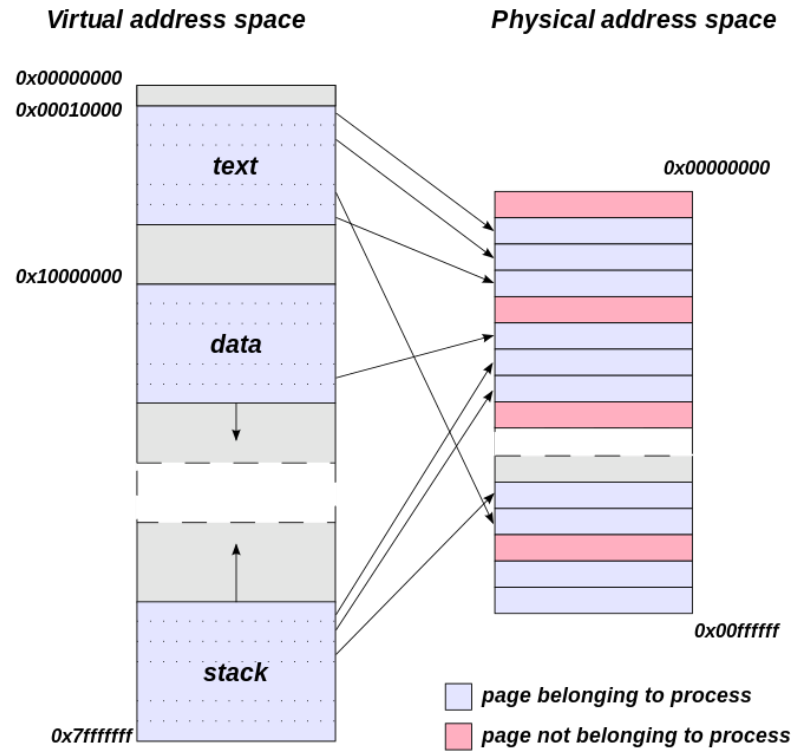 Virtual address space
Physical address space
0x00000000
0x00010000
text
0x00000000
0x10000000
data
0x00ffffff
stack
page belonging to process
0x7fffffff
page not belonging to process